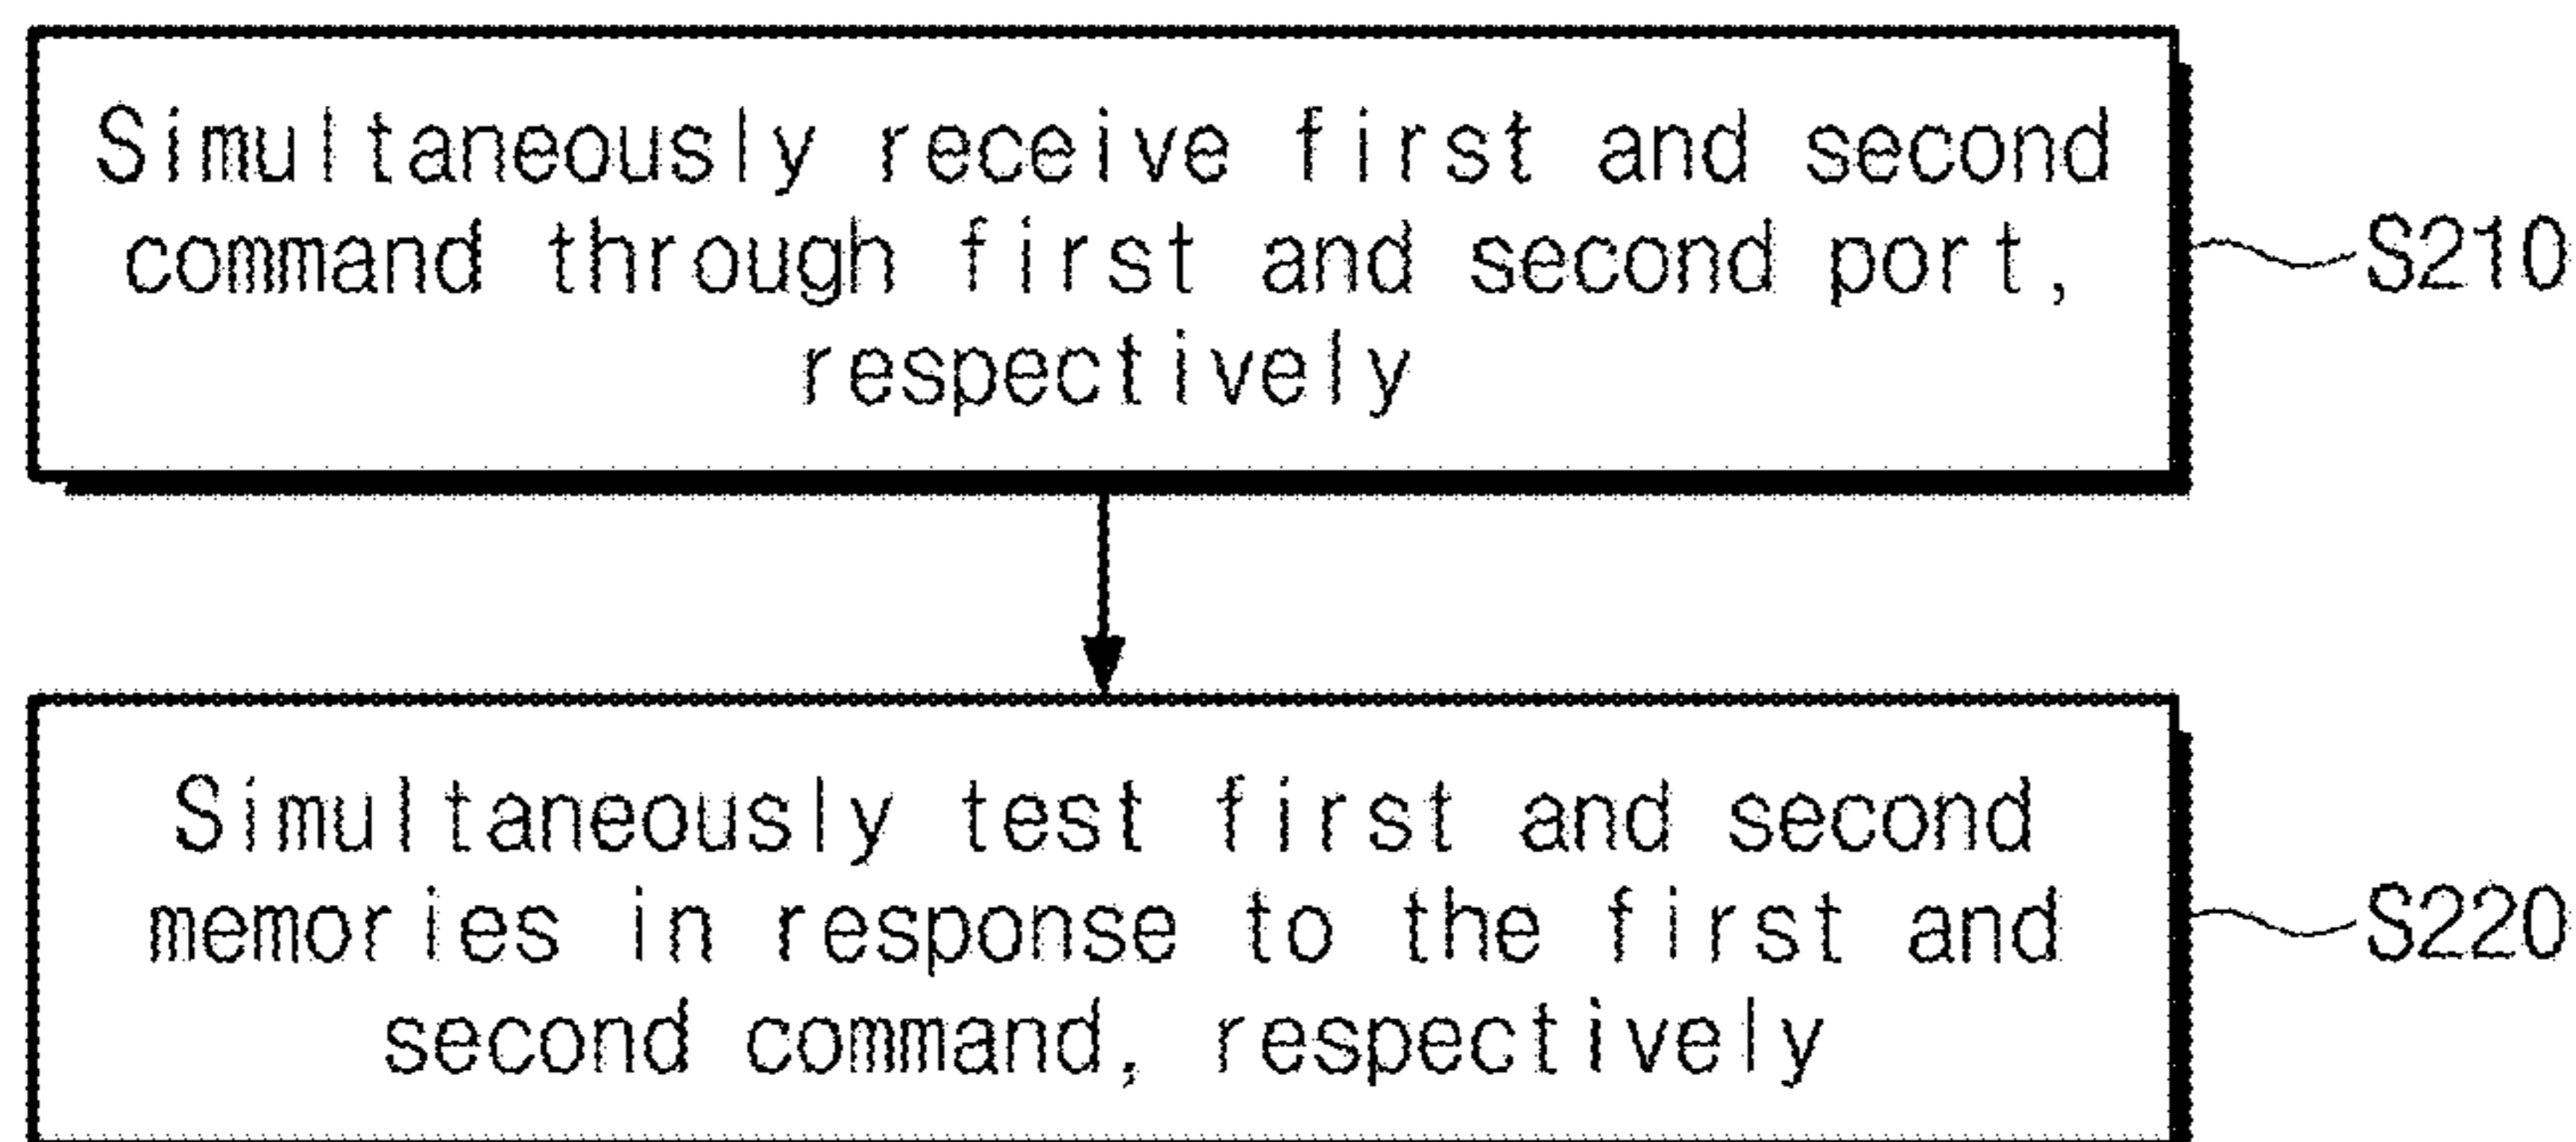 Simultaneously receive first and second
command through first and second port,
respectively
S210
Simultaneously test first and second
memories in response to the first and
second command, respectively
S220